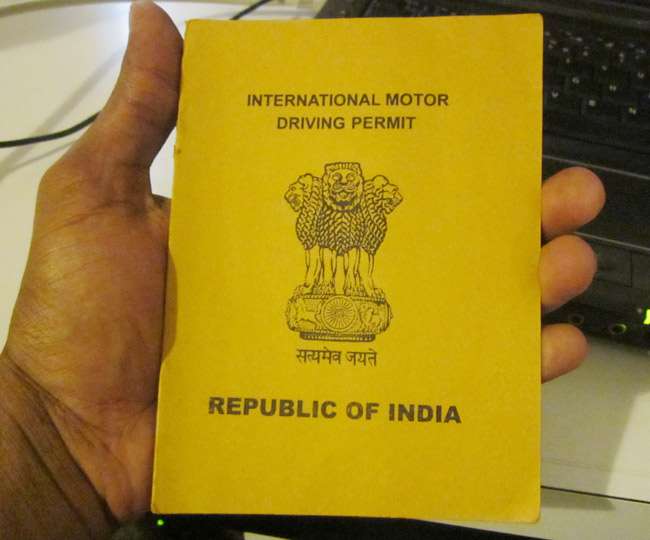 INTERNATIONAL MOTOR
DRIVING PERMIT
सत्यमेव जयते
REPUBLIC OF INDIA